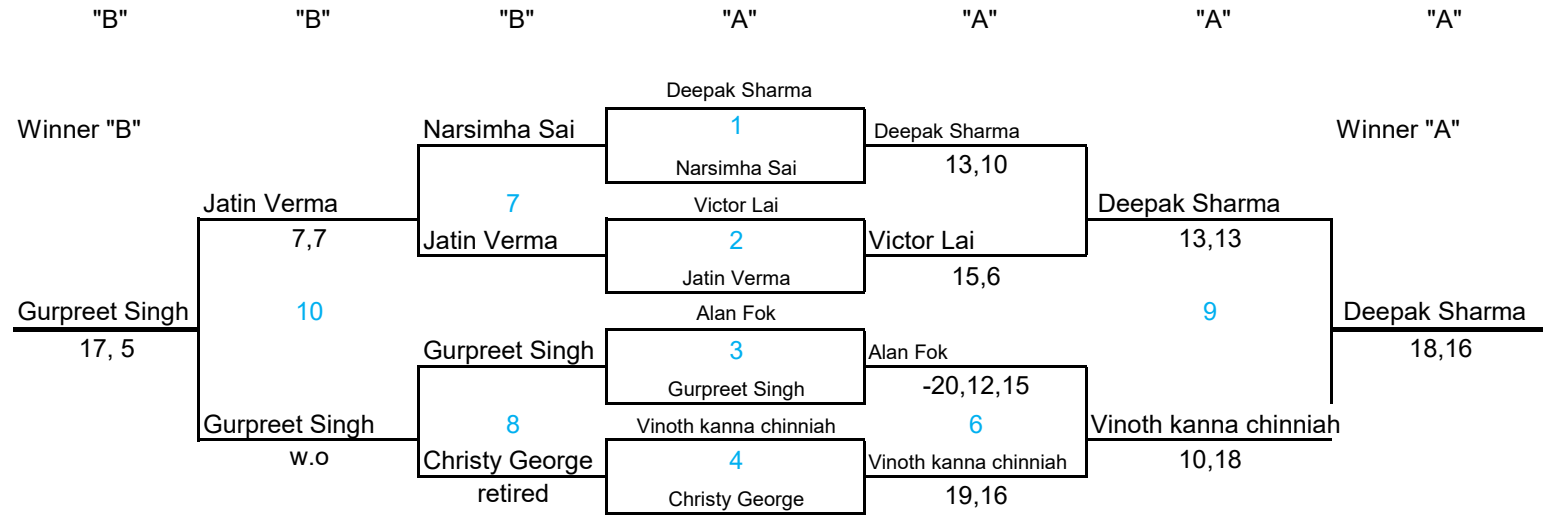 "B" "B" "B" "A" "A" "A" "A"
Deepak Sharma
Winner "B" Narsimha Sai 1 Deepak Sharma Winner "A"
Narsimha Sai 13,10
Jatin Verma 7 Victor Lai Deepak Sharma
7,7 Jatin Verma 2 Victor Lai 13,13
Jatin Verma 15,6
Gurpreet Singh 10 Alan Fok 9 Deepak Sharma
17, 5 Gurpreet Singh 3 Alan Fok 18,16
Gurpreet Singh -20,12,15
Gurpreet Singh 8 Vinoth kanna chinniah 6 Vinoth kanna chinniah
w.o Christy George 4 Vinoth kanna chinniah 10,18
retired Christy George 19,16